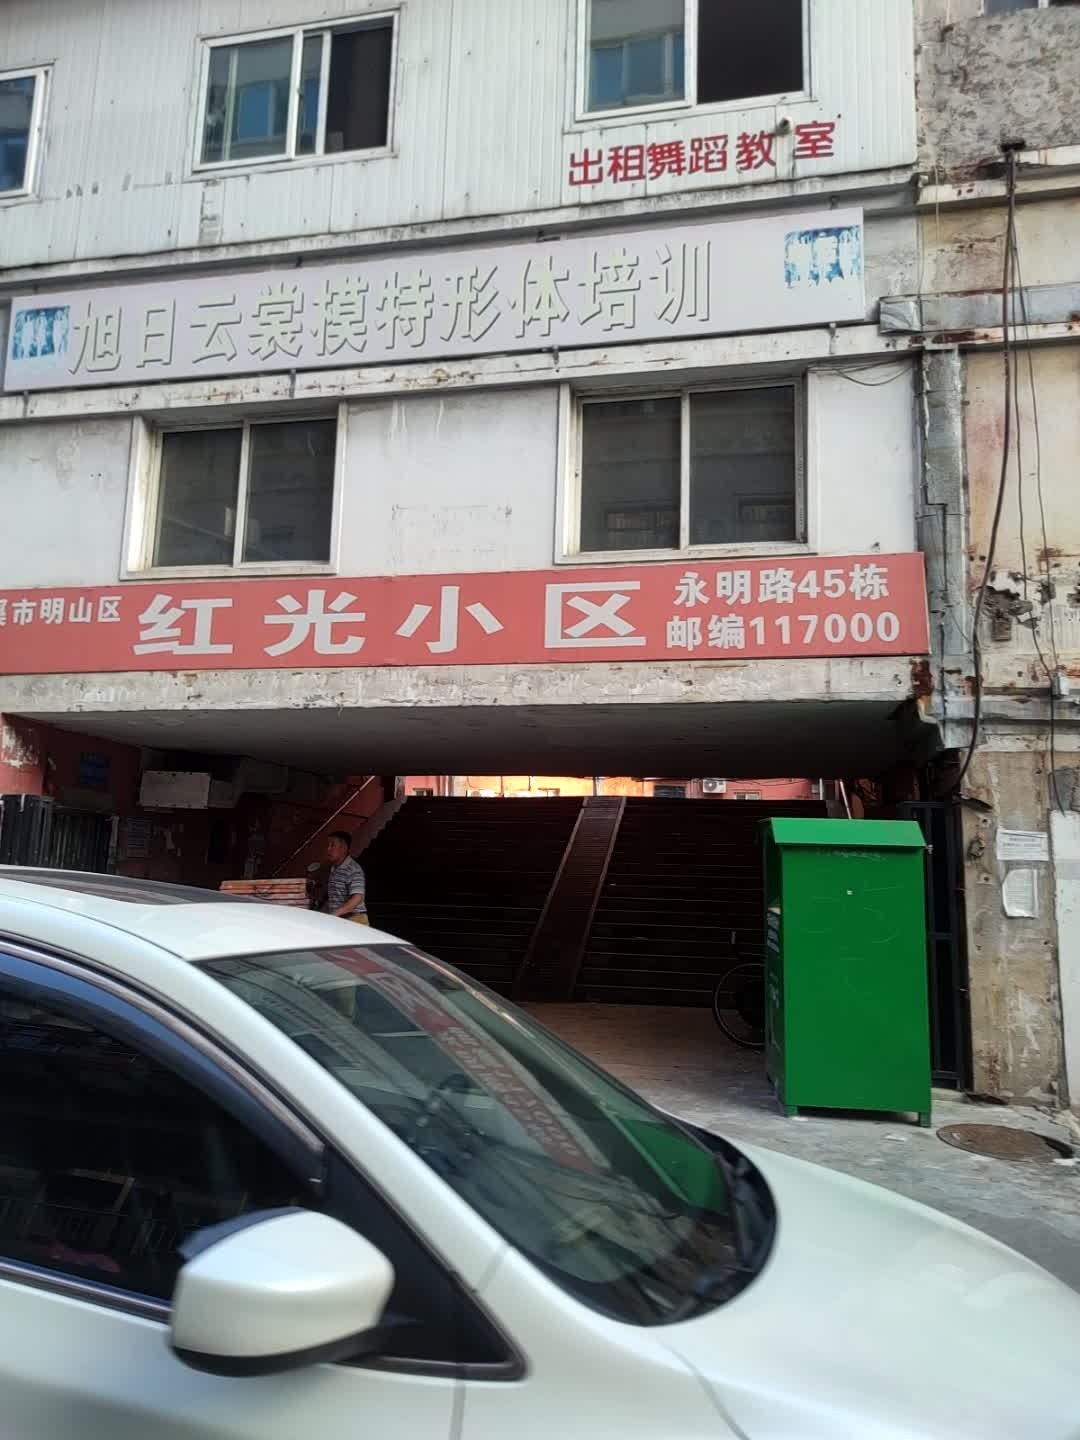 出租舞蹈教室
旭日云裳模特形体培训
溪市明山区
红光小区
永明路45栋
邮编117000